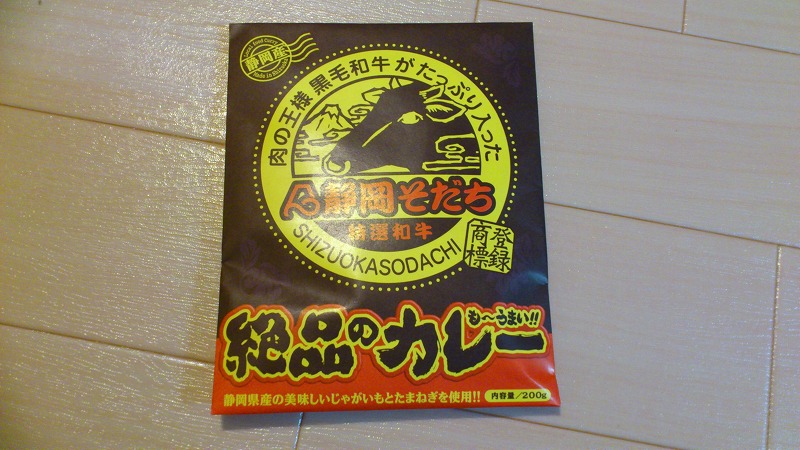 静岡産
Made in Shizuoka
肉の王様 黒毛和牛がたっぷり入った
静岡そだち
特選和牛
SHIZUOKASODACHI
登録
商標
も〜うまい!!
絶品のカレー
静岡県産の美味しいじゃがいもとたまねぎを使用!!
内容量/200g